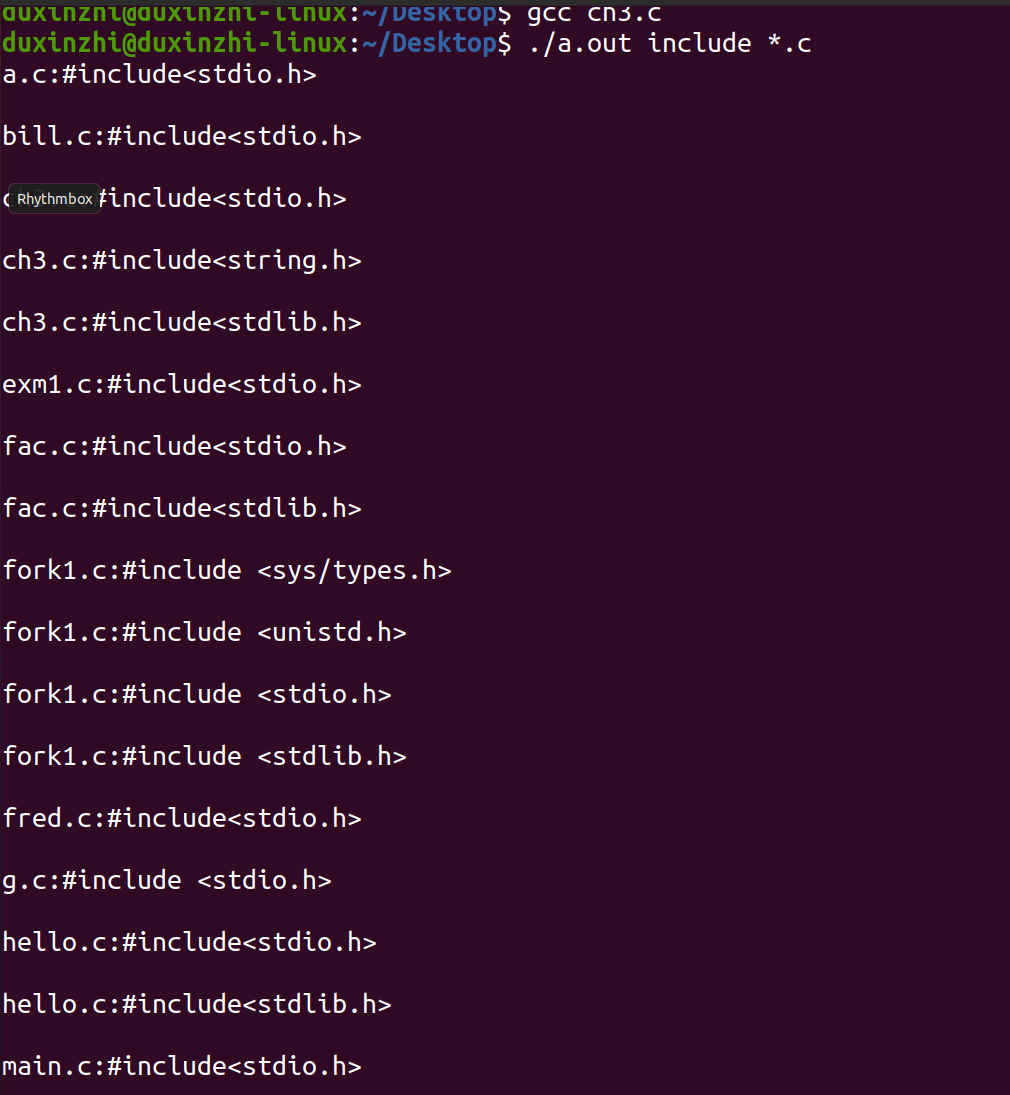 duxinzhi@duxinzhi-linux:~/Desktop$ gcc ch3.c
duxinzhi@duxinzhi-linux:~/Desktop$ ./a.out include *.c
a.c:#include<stdio.h>
bill.c:#include<stdio.h>
Rhythmbox #include<stdio.h>
ch3.c:#include<string.h>
ch3.c:#include<stdlib.h>
exm1.c:#include<stdio.h>
fac.c:#include<stdio.h>
fac.c:#include<stdlib.h>
fork1.c:#include <sys/types.h>
fork1.c:#include <unistd.h>
fork1.c:#include <stdio.h>
fork1.c:#include <stdlib.h>
fred.c:#include<stdio.h>
g.c:#include <stdio.h>
hello.c:#include<stdio.h>
hello.c:#include<stdlib.h>
main.c:#include<stdio.h>